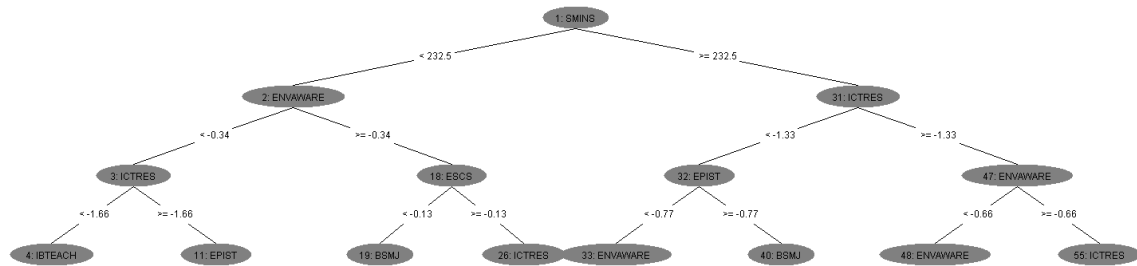 1: SMINS
< 232.5
>= 232.5
2: ENVAWARE
31: ICTRES
< -0.34
>= -0.34
< -1.33
>= -1.33
3: ICTRES
18: ESCS
32: EPIST
47: ENVAWARE
< -1.66
>= -1.66
< -0.13
>= -0.13
< -0.77
>= -0.77
< -0.66
>= -0.66
4: IBTEACH
11: EPIST
19: BSMJ
26: ICTRES
33: ENVAWARE
40: BSMJ
48: ENVAWARE
55: ICTRES